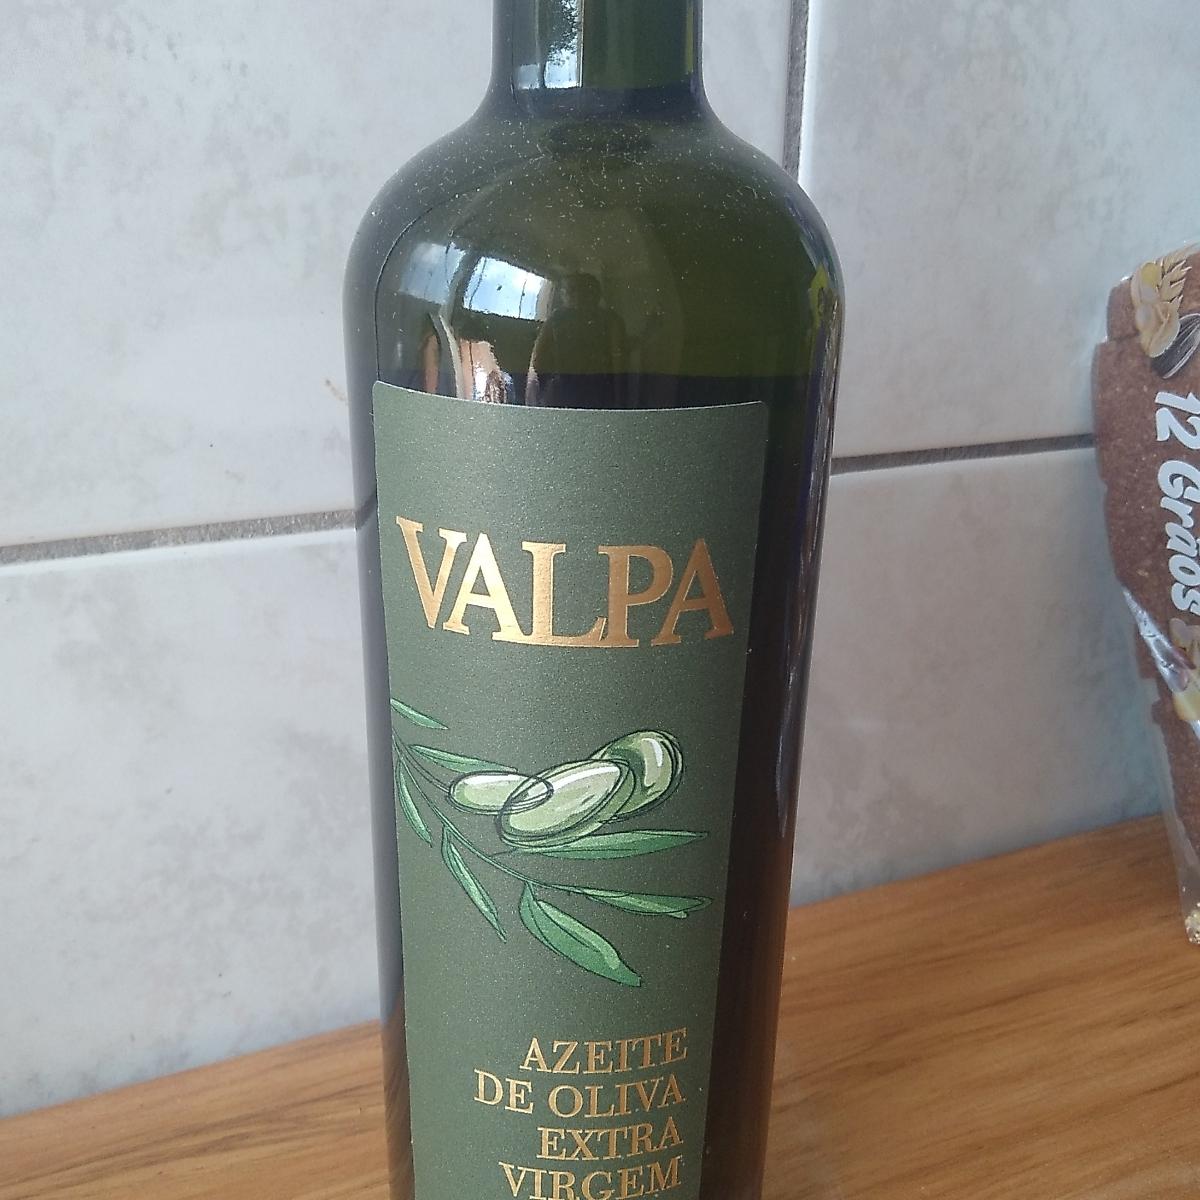 VALPA
AZEITE
DE OLIVA
EXTRA
VIRGEM
12 Grãos